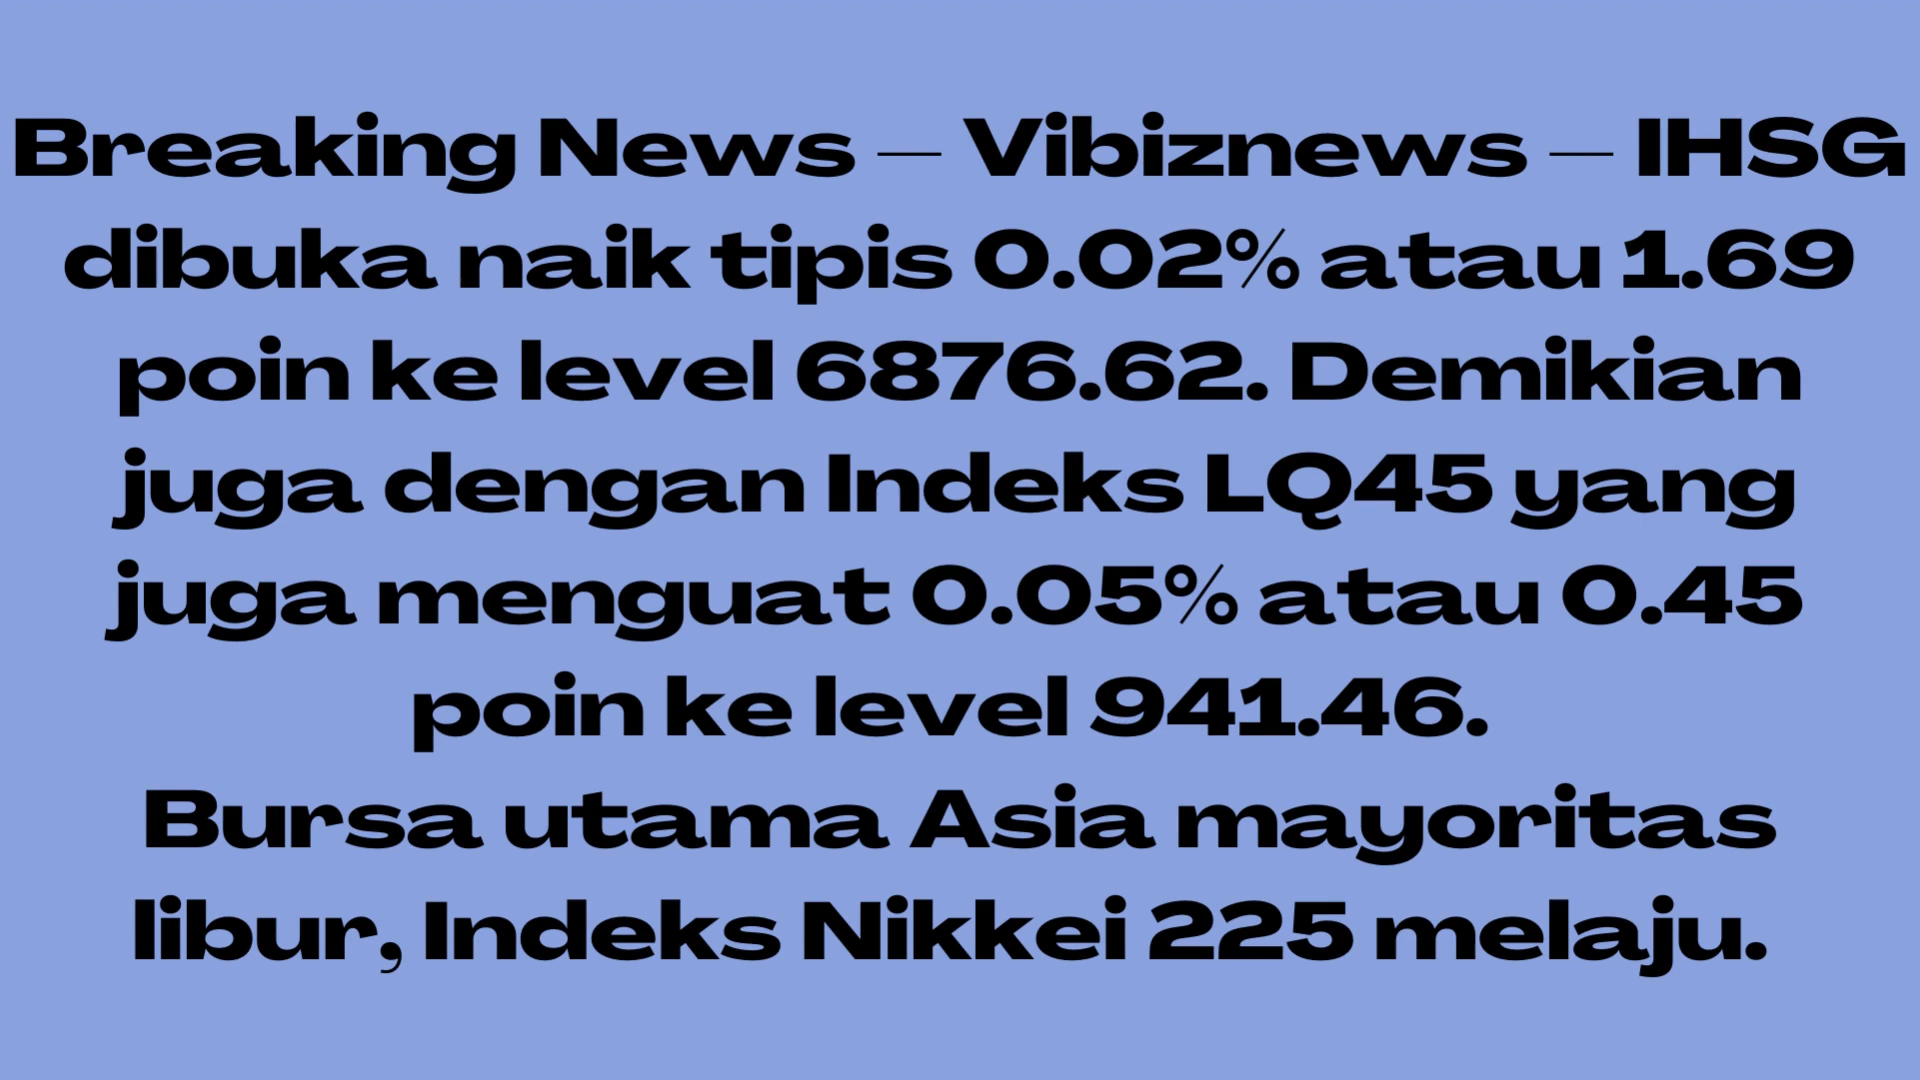 Breaking News – Vibiznews – IHSG
dibuka naik tipis 0.02% atau 1.69
poin ke level 6876.62. Demikian
juga dengan Indeks LQ45 yang
juga menguat 0.05% atau 0.45
poin ke level 941.46.
Bursa utama Asia mayoritas
libur, Indeks Nikkei 225 melaju.